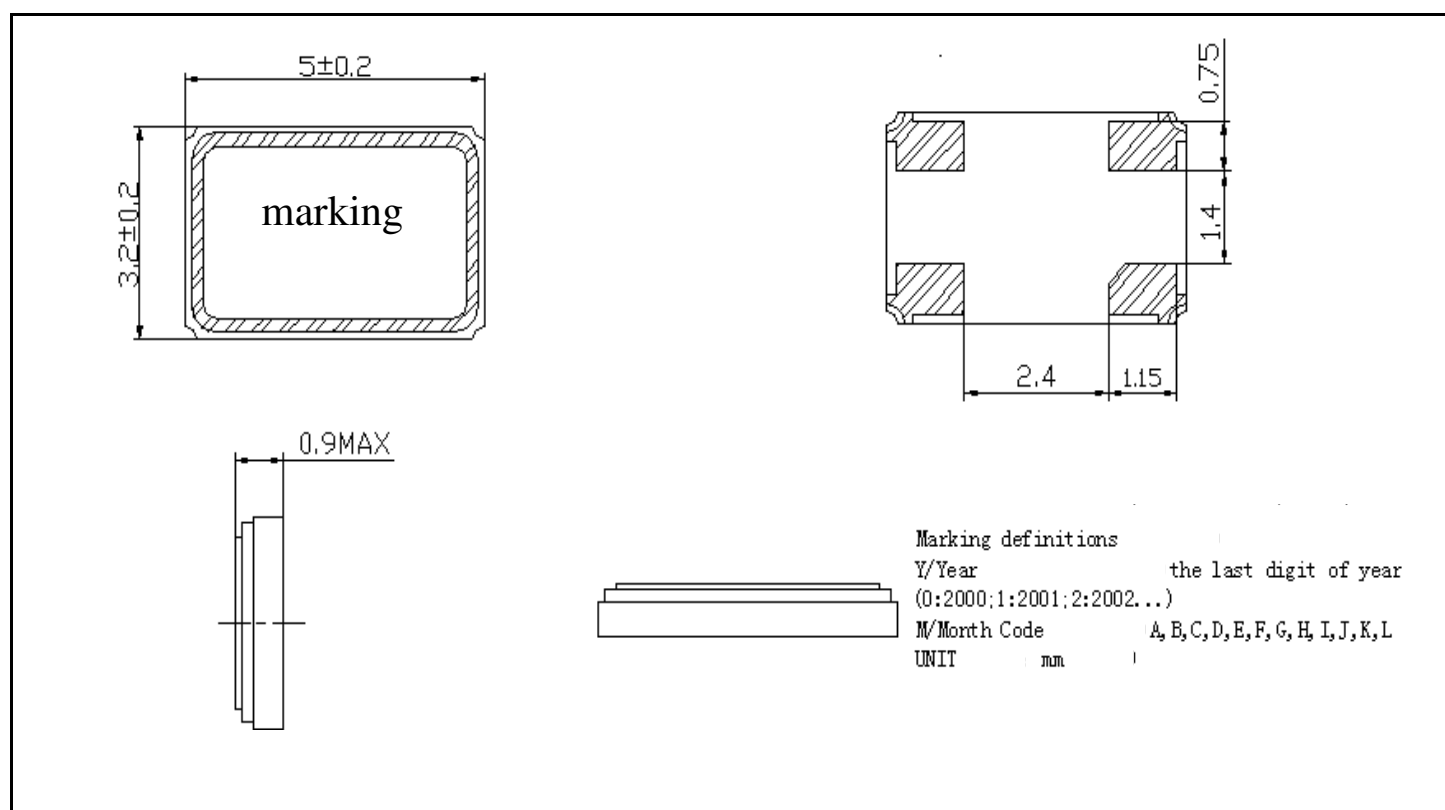 5±0.2
0.75
3.2±0.2
marking
1.4
2.4
1.15
0.9MAX
Marking definitions
Y/Year the last digit of year
(0:2000;1:2001;2:2002...)
M/Month Code A,B,C,D,E,F,G,H,I,J,K,L
UNIT mm